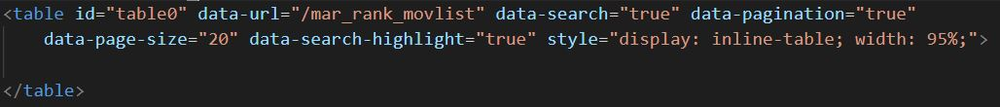 <table id="table0" data-url="/mar_rank_movlist" data-search="true" data-pagination="true"
data-page-size="20" data-search-highlight="true" style="display: inline-table; width: 95%;">
</table>